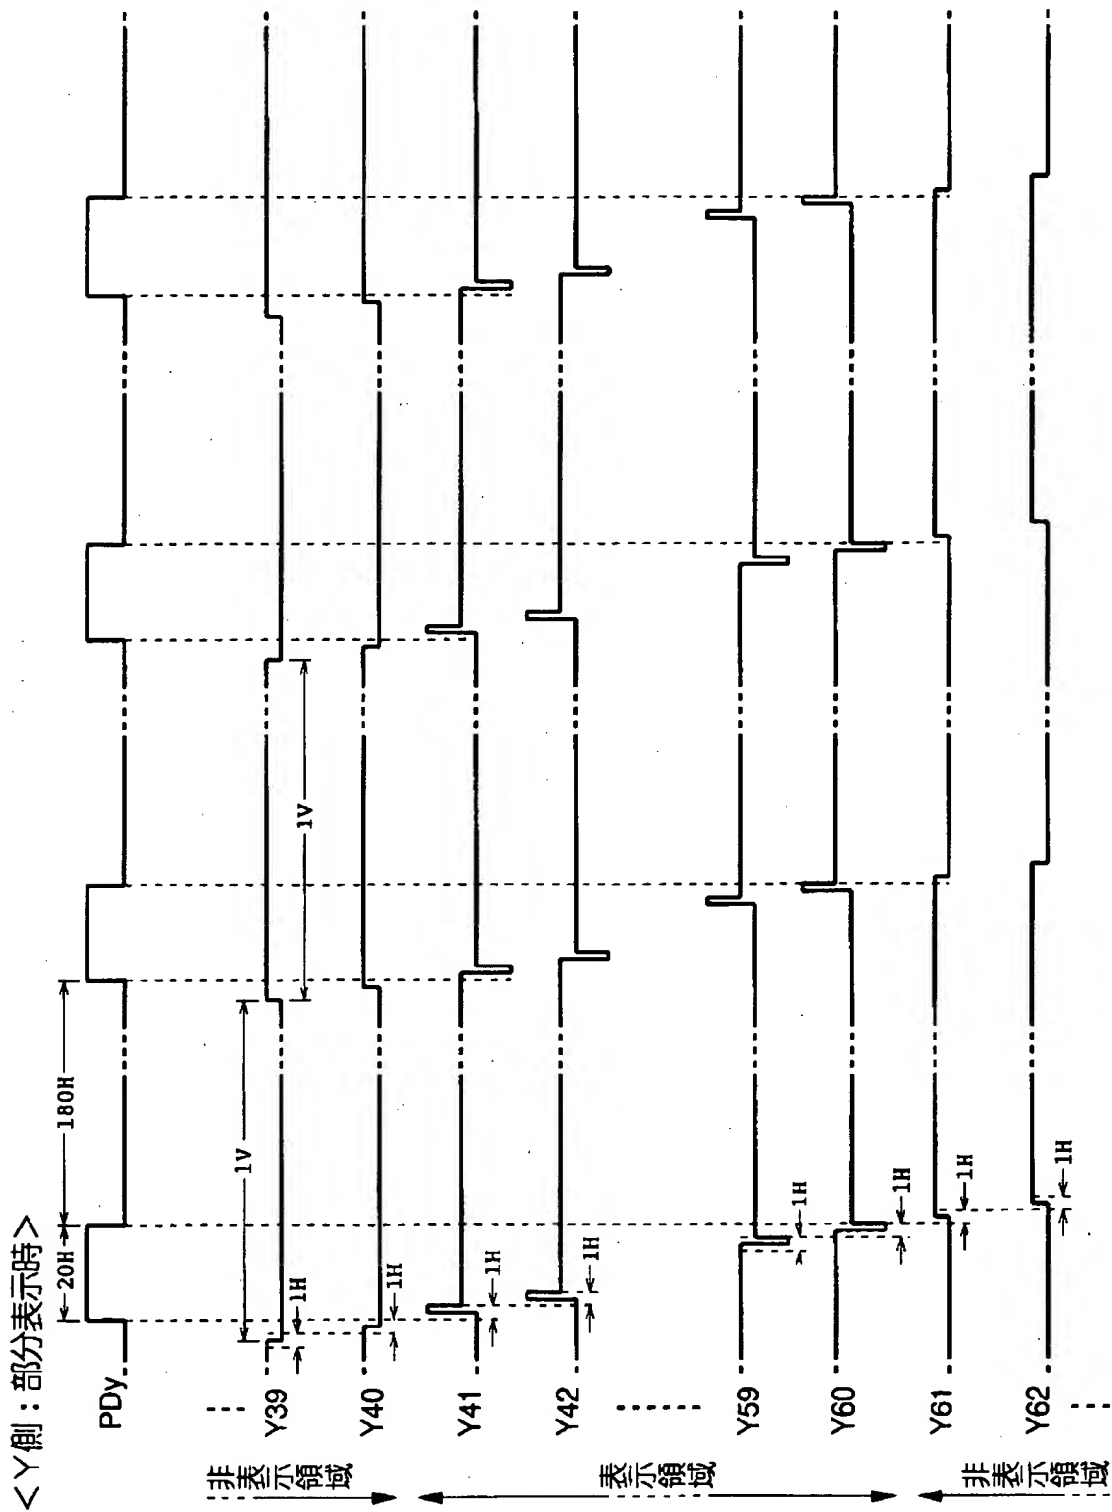 <Y側:部分表示時>
PDy
20H
180H
Y39
1V
1V
1H
Y40
1H
Y41
1H
Y42
1H
Y59
1H
Y60
1H
Y61
1H
Y62
1H
非表示領域
表示領域
非表示領域